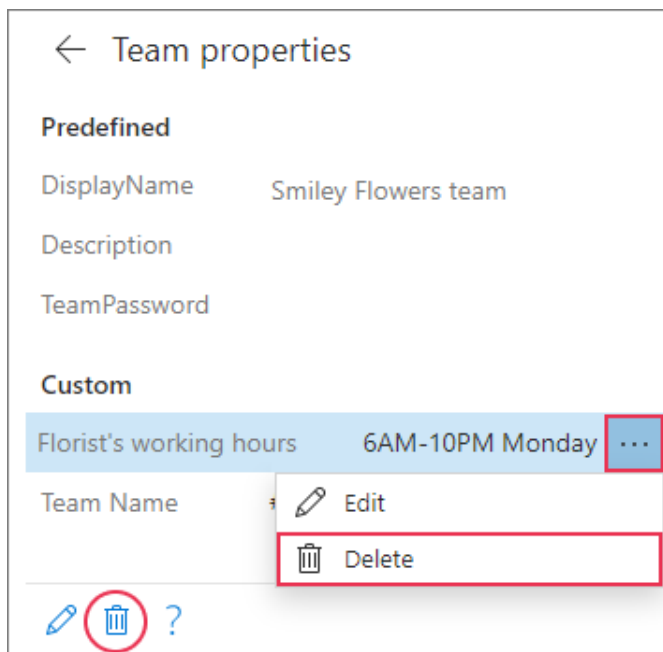 Team properties
Predefined
DisplayName Smiley Flowers team
Description
TeamPassword
Custom
Florist's working hours 6AM-10PM Monday ...
Team Name
Edit
Delete
?